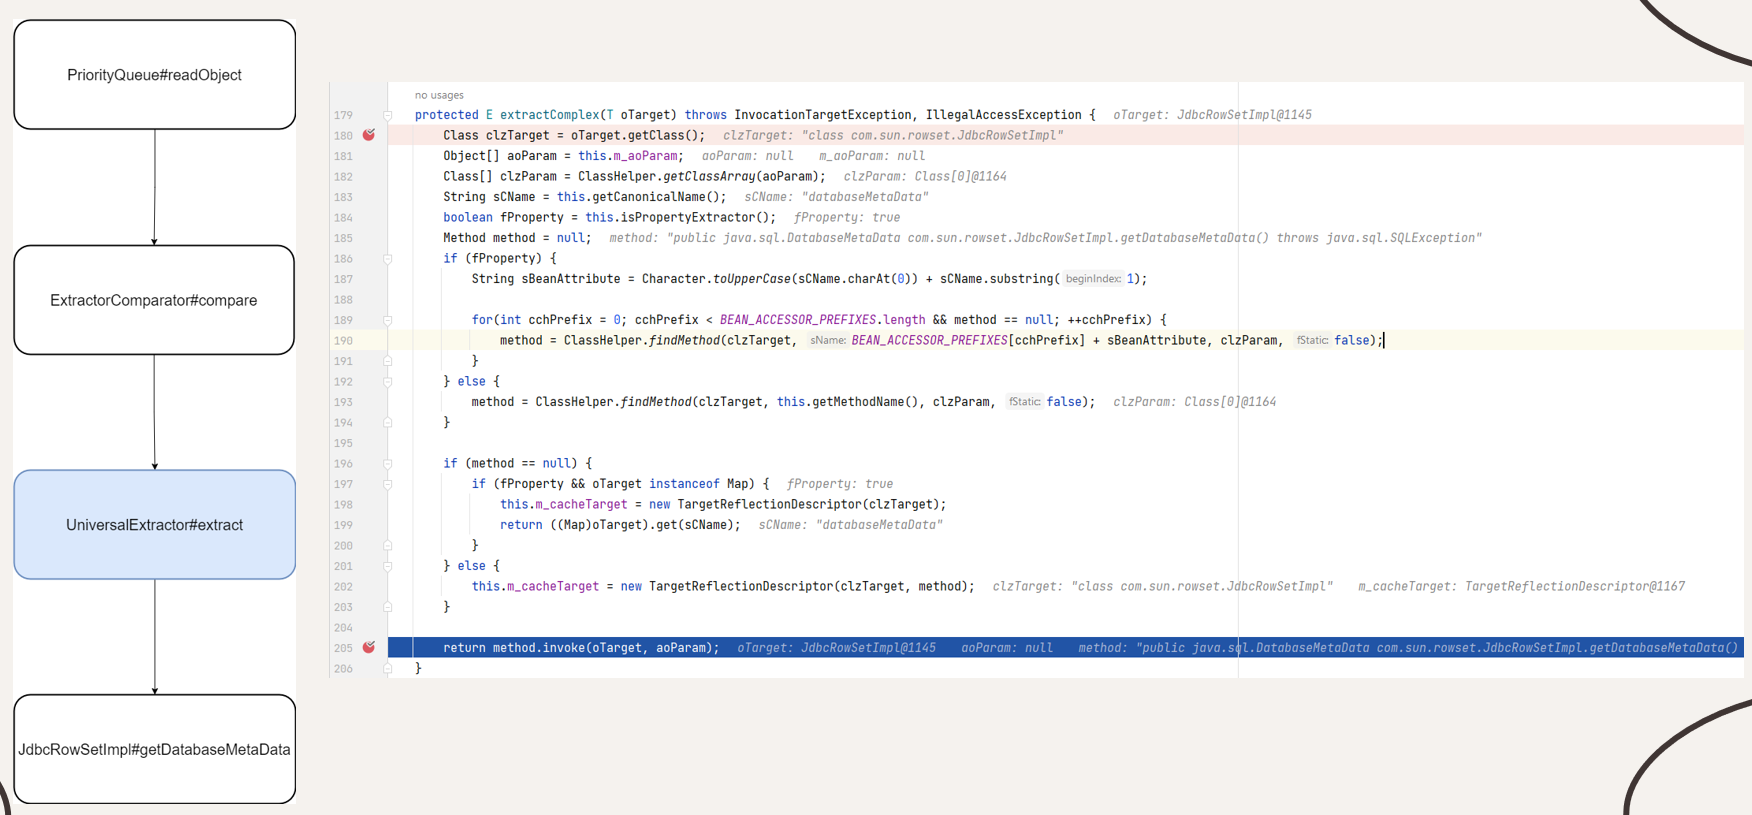 PriorityQueue#readObject
ExtractorComparator#compare
UniversalExtractor#extract
JdbcRowSetImpl#getDatabaseMetaData
no usages
179 protected E extractComplex(T oTarget) throws InvocationTargetException, IllegalAccessException { oTarget: JdbcRowSetImpl@1145
180 Class clzTarget = oTarget.getClass(); clzTarget: "class com.sun.rowset.JdbcRowSetImpl"
181 Object[] aoParam = this.m_aoParam; aoParam: null m_aoParam: null
182 Class[] clzParam = ClassHelper.getClassArray(aoParam); clzParam: Class[0]@1164
183 String sCName = this.getCanonicalName(); sCName: "databaseMetaData"
184 boolean fProperty = this.isPropertyExtractor(); fProperty: true
185 Method method = null; method: "public java.sql.DatabaseMetaData com.sun.rowset.JdbcRowSetImpl.getDatabaseMetaData() throws java.sql.SQLException"
186 if (fProperty) {
187 String sBeanAttribute = Character.toUpperCase(sCName.charAt(0)) + sCName.substring( beginIndex: 1);
188
189 for(int cchPrefix = 0; cchPrefix < BEAN_ACCESSOR_PREFIXES.length && method == null; ++cchPrefix) {
190 method = ClassHelper.findMethod(clzTarget, sName: BEAN_ACCESSOR_PREFIXES[cchPrefix] + sBeanAttribute, clzParam, fStatic: false);
191 }
192 } else {
193 method = ClassHelper.findMethod(clzTarget, this.getMethodName(), clzParam, fStatic: false); clzParam: Class[0]@1164
194 }
195
196 if (method == null) {
197 if (fProperty && oTarget instanceof Map) { fProperty: true
198 this.m_cacheTarget = new TargetReflectionDescriptor(clzTarget);
199 return ((Map)oTarget).get(sCName); sCName: "databaseMetaData"
200 }
201 } else {
202 this.m_cacheTarget = new TargetReflectionDescriptor(clzTarget, method); clzTarget: "class com.sun.rowset.JdbcRowSetImpl" m_cacheTarget: TargetReflectionDescriptor@1167
203 }
204
205 return method.invoke(oTarget, aoParam); oTarget: JdbcRowSetImpl@1145 aoParam: null method: "public java.sql.DatabaseMetaData com.sun.rowset.JdbcRowSetImpl.getDatabaseMetaData()
206 }